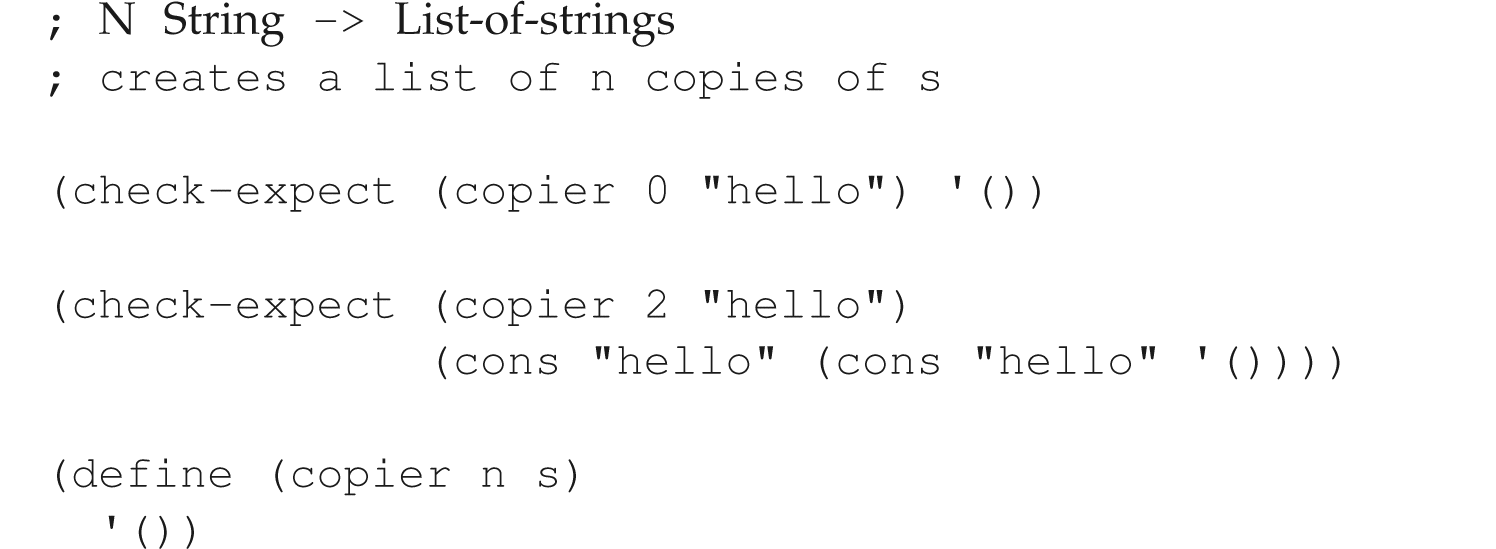 ; N String -> List-of-strings
; creates a list of n copies of s
(check-expect (copier 0 "hello") '())
(check-expect (copier 2 "hello")
(cons "hello" (cons "hello" '())))
(define (copier n s)
'())